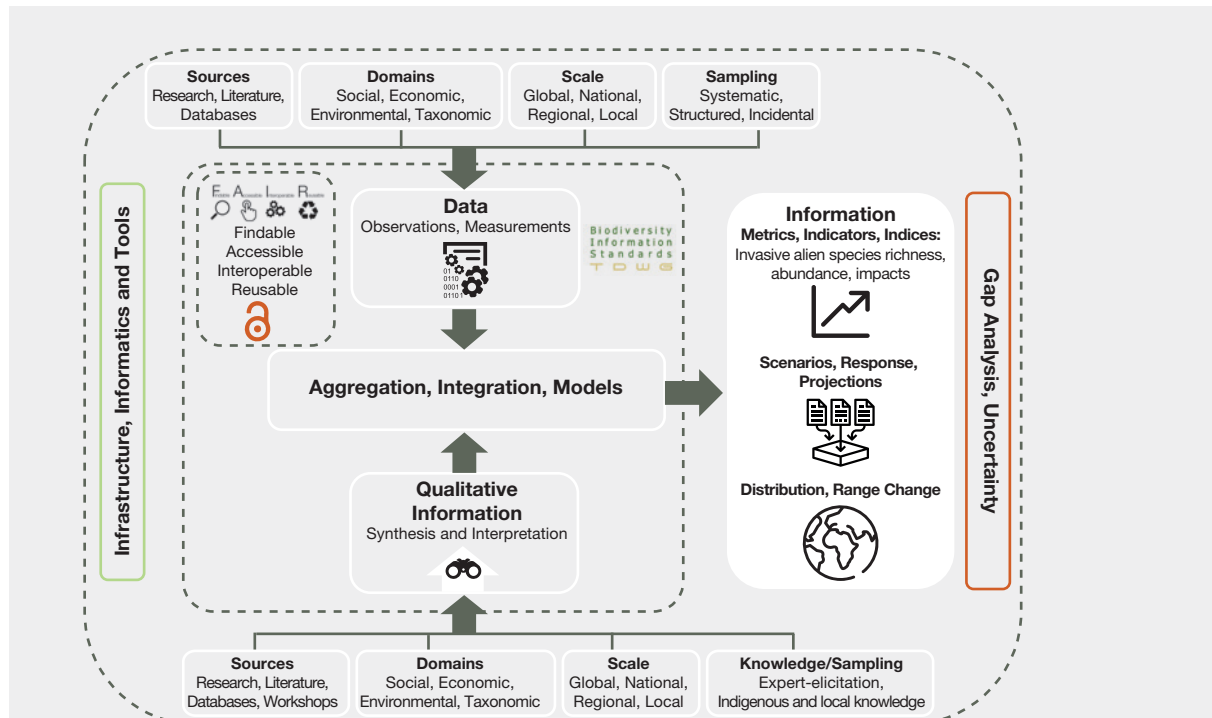 Sources
Research, Literature,
Databases
Domains
Social, Economic,
Environmental, Taxonomic
Scale
Global, National,
Regional, Local
Sampling
Systematic,
Structured, Incidental
Infrastructure, Informatics and Tools
F A I R
Findable
Accessible
Interoperable
Reusable
Data
Observations, Measurements
01
0110
0001
01101
Biodiversity
Information
Standards
TDWG
Aggregation, Integration, Models
Qualitative
Information
Synthesis and Interpretation
Information
Metrics, Indicators, Indices:
Invasive alien species richness,
abundance, impacts
Scenarios, Response,
Projections
Distribution, Range Change
Gap Analysis, Uncertainty
Sources
Research, Literature,
Databases, Workshops
Domains
Social, Economic,
Environmental, Taxonomic
Scale
Global, National,
Regional, Local
Knowledge/Sampling
Expert-elicitation,
Indigenous and local knowledge